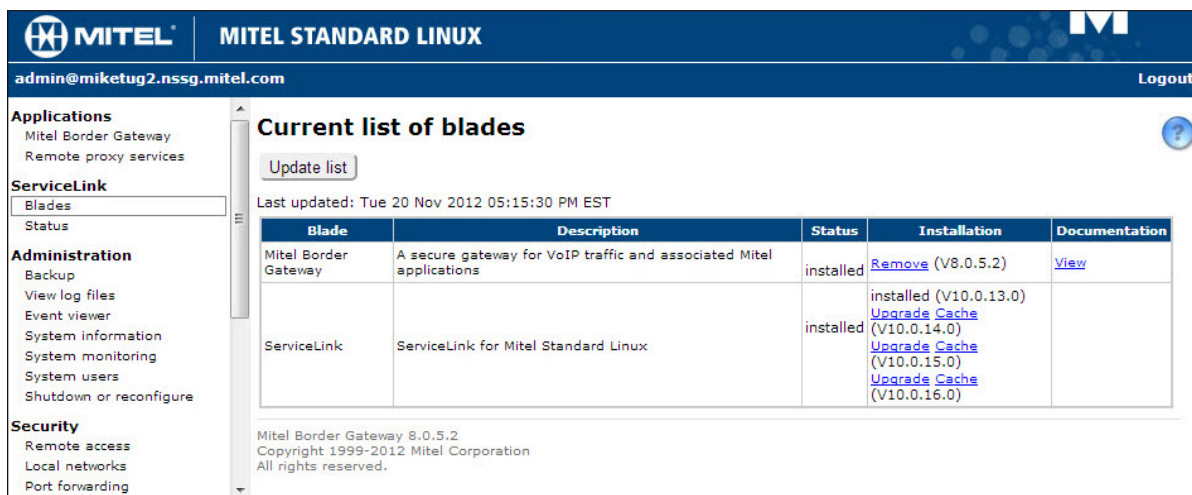 MITEL
MITEL STANDARD LINUX
admin@miketug2.nssg.mitel.com
Logout
Applications
Mitel Border Gateway
Remote proxy services
ServiceLink
Blades
Status
Administration
Backup
View log files
Event viewer
System information
System monitoring
System users
Shutdown or reconfigure
Security
Remote access
Local networks
Port forwarding
Current list of blades
?
Update list
Last updated: Tue 20 Nov 2012 05:15:30 PM EST
Blade Description Status Installation Documentation
Mitel Border
Gateway
A secure gateway for VoIP traffic and associated Mitel
applications
installed
Remove (V8.0.5.2)
View
ServiceLink
ServiceLink for Mitel Standard Linux
installed
installed (V10.0.13.0)
Upgrade Cache
(V10.0.14.0)
Upgrade Cache
(V10.0.15.0)
Upgrade Cache
(V10.0.16.0)
Mitel Border Gateway 8.0.5.2
Copyright 1999-2012 Mitel Corporation
All rights reserved.